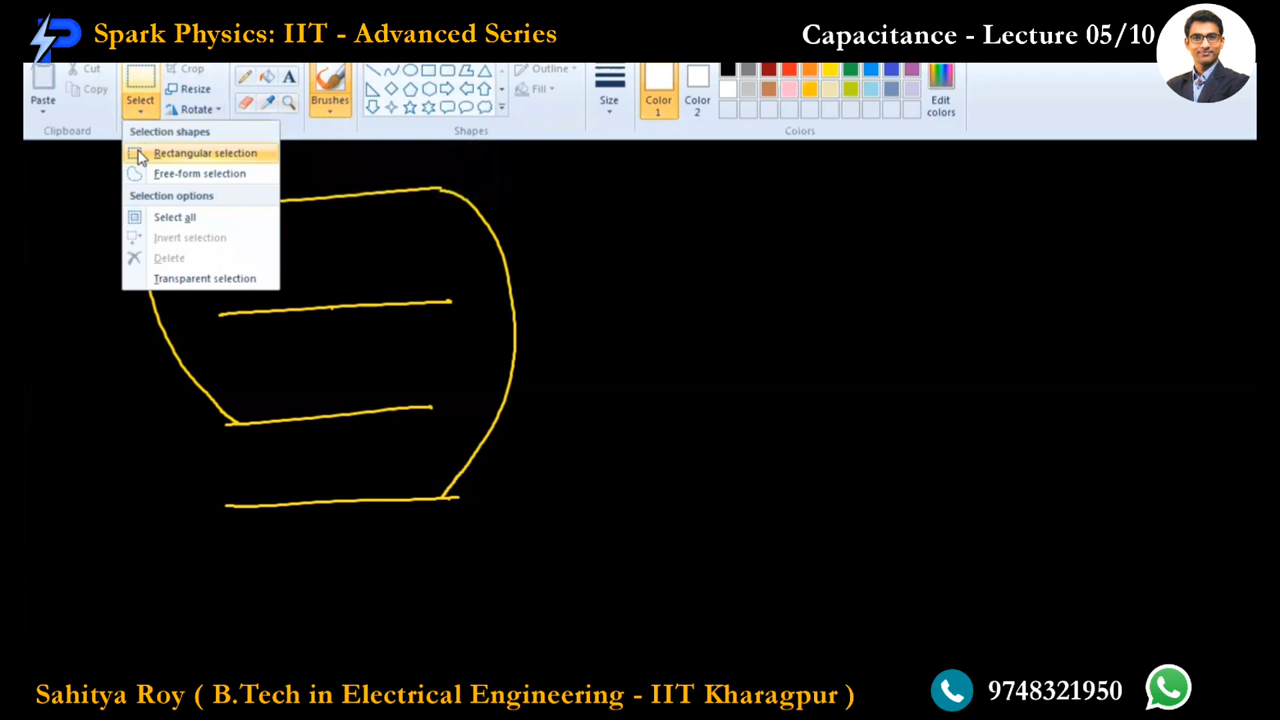 Spark Physics: IIT - Advanced Series
Capacitance - Lecture 05/10
Paste
Cut
Copy
Clipboard
Select
Crop
Resize
Rotate
A
Brushes
Shapes
Outline
Fill
Size
Color 1
Color 2
Edit colors
Colors
Selection shapes
Rectangular selection
Free-form selection
Selection options
Select all
Invert selection
Delete
Transparent selection
Sahitya Roy ( B.Tech in Electrical Engineering - IIT Kharagpur )
9748321950